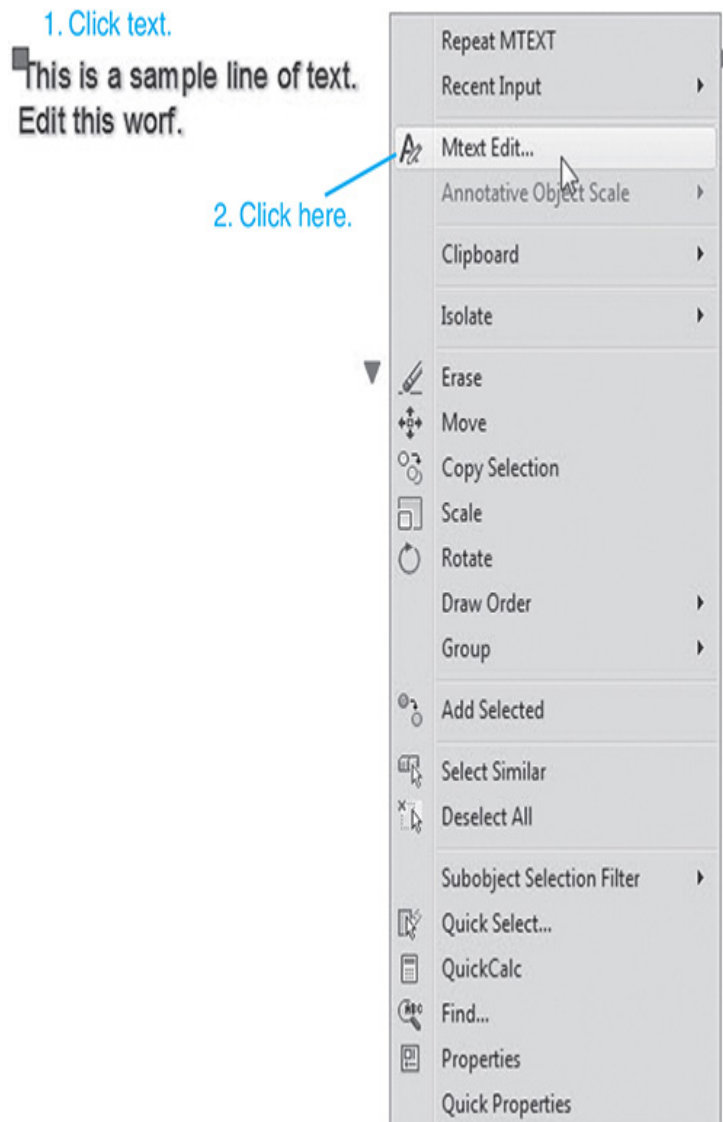 1. Click text.
This is a sample line of text.
Edit this worf.
2. Click here.
Repeat MTEXT
Recent Input
Mtext Edit...
Annotative Object Scale
Clipboard
Isolate
Erase
Move
Copy Selection
Scale
Rotate
Draw Order
Group
Add Selected
Select Similar
Deselect All
Subobject Selection Filter
Quick Select...
QuickCalc
Find...
Properties
Quick Properties